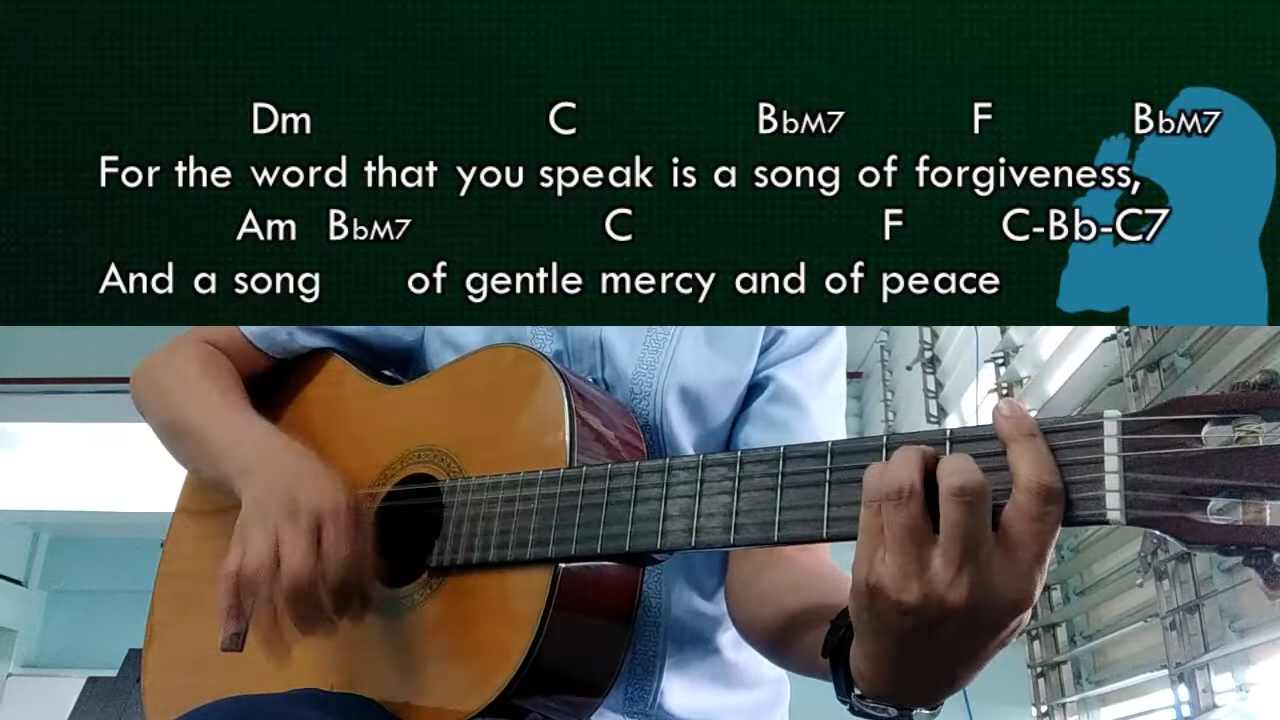 Dm C BbM7 F BbM7
For the word that you speak is a song of forgiveness,
Am BbM7 C F C-Bb-C7
And a song of gentle mercy and of peace